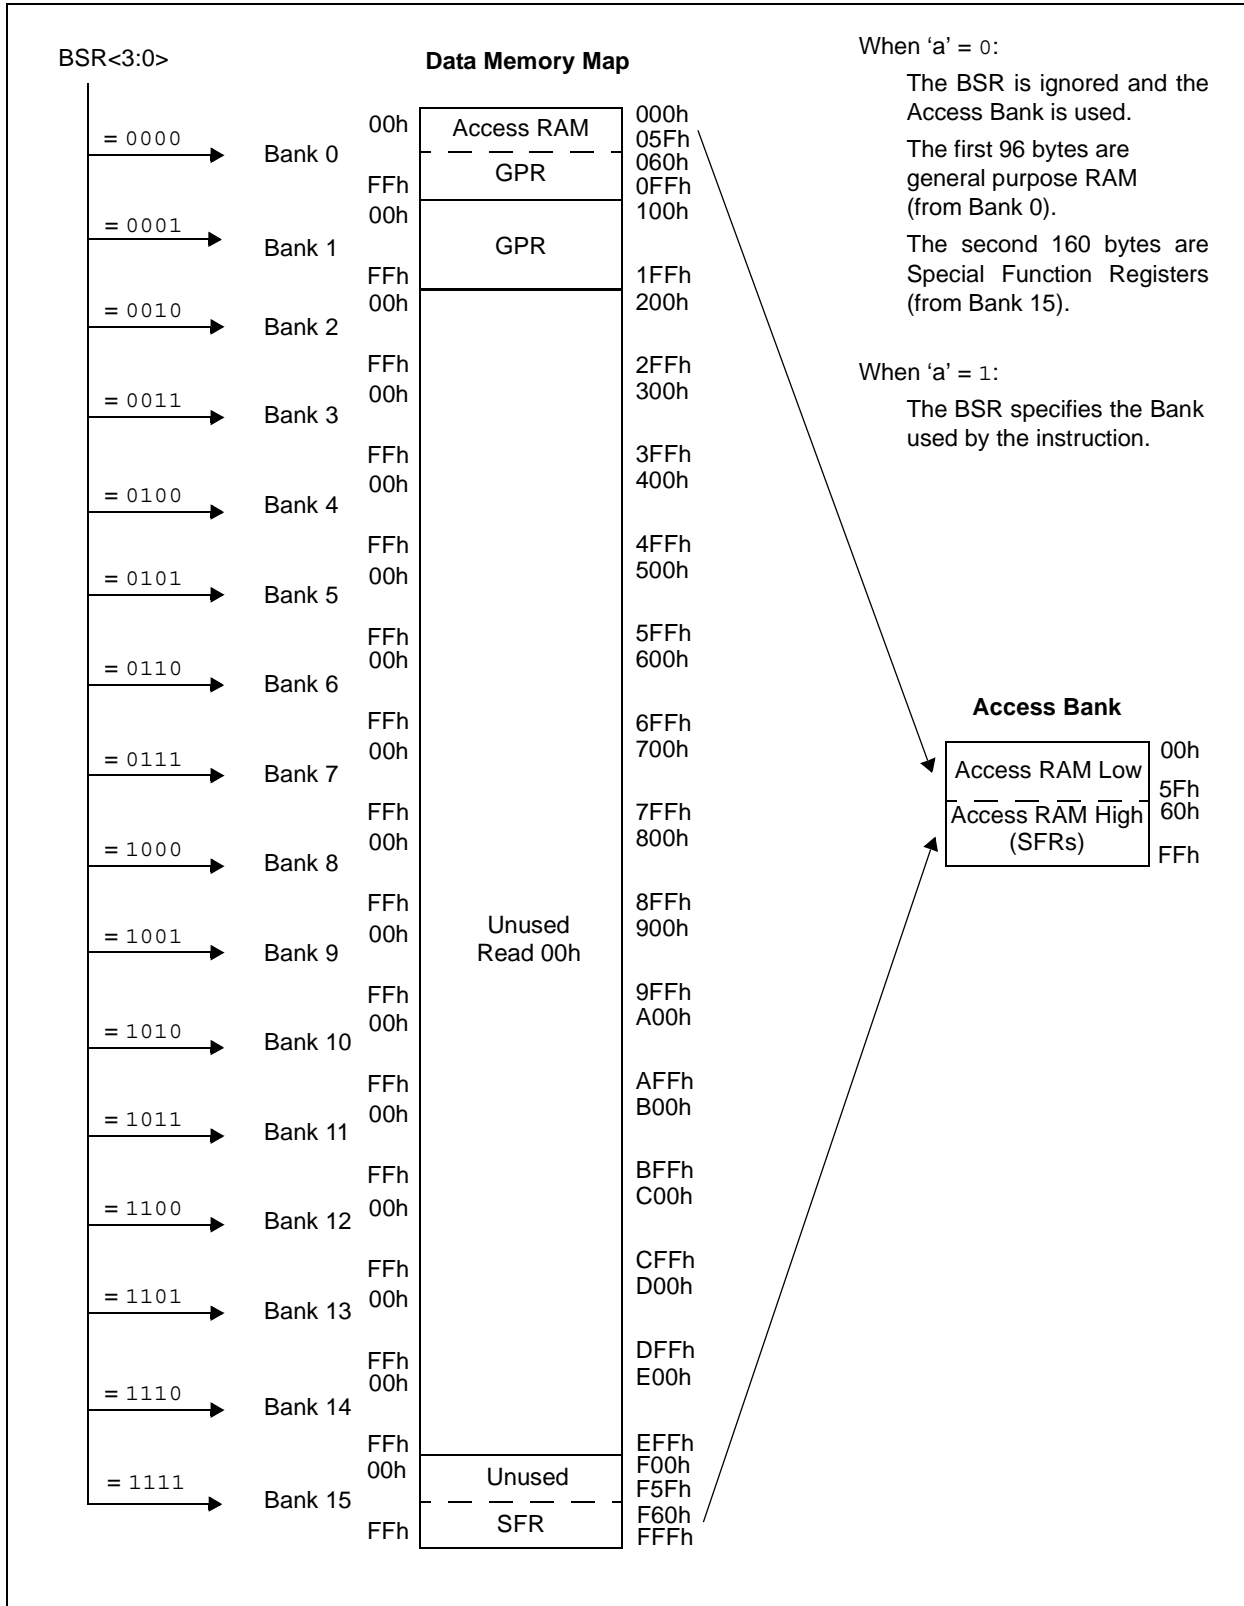 BSR<3:0>
Data Memory Map
= 0000
Bank 0
00h
Access RAM
000h
05Fh
GPR
060h
FFh
0FFh
= 0001
Bank 1
00h
GPR
100h
FFh
1FFh
= 0010
Bank 2
00h
200h
FFh
2FFh
= 0011
Bank 3
00h
300h
FFh
3FFh
= 0100
Bank 4
00h
400h
FFh
4FFh
= 0101
Bank 5
00h
500h
FFh
5FFh
= 0110
Bank 6
00h
600h
FFh
6FFh
= 0111
Bank 7
00h
700h
FFh
7FFh
= 1000
Bank 8
00h
800h
FFh
8FFh
= 1001
Bank 9
00h
Unused
Read 00h
900h
FFh
9FFh
= 1010
Bank 10
00h
A00h
FFh
AFFh
= 1011
Bank 11
00h
B00h
FFh
BFFh
= 1100
Bank 12
00h
C00h
FFh
CFFh
= 1101
Bank 13
00h
D00h
FFh
DFFh
= 1110
Bank 14
00h
E00h
FFh
EFFh
= 1111
Bank 15
00h
Unused
F00h
F5Fh
SFR
F60h
FFh
FFFh
When ‘a’ = 0:
The BSR is ignored and the
Access Bank is used.
The first 96 bytes are
general purpose RAM
(from Bank 0).
The second 160 bytes are
Special Function Registers
(from Bank 15).
When ‘a’ = 1:
The BSR specifies the Bank
used by the instruction.
Access Bank
Access RAM Low
00h
5Fh
Access RAM High
(SFRs)
60h
FFh